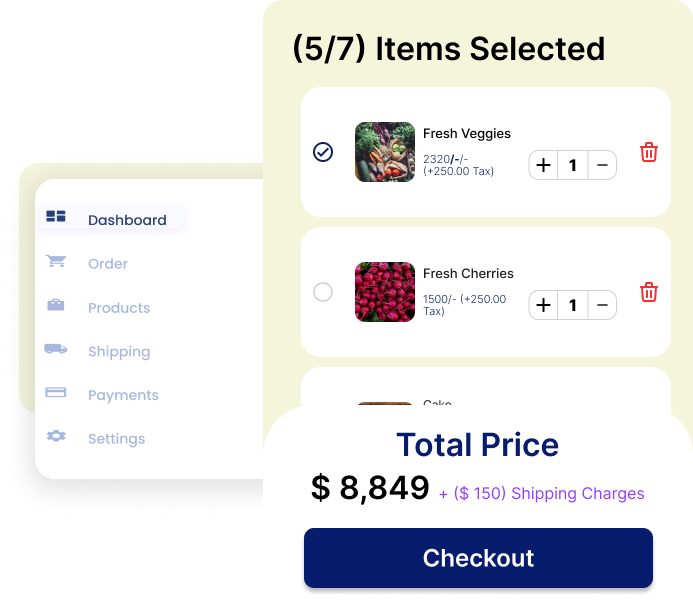 (5/7) Items Selected
Fresh Veggies
2320/-/-
(+250.00 Tax)
+ 1 −
Fresh Cherries
1500/- (+250.00
Tax)
+ 1 −
Cake
Dashboard
Order
Products
Shipping
Payments
Settings
Total Price
$ 8,849 + ($ 150) Shipping Charges
Checkout